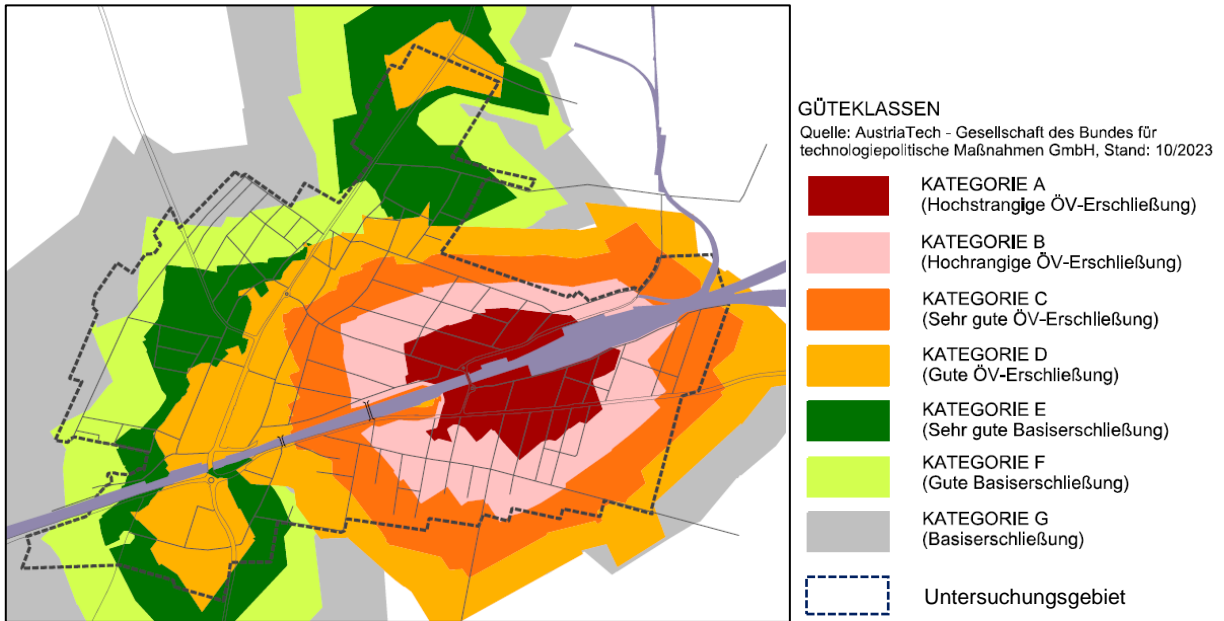 GÜTEKLASSEN
Quelle: AustriaTech - Gesellschaft des Bundes für
technologiepolitische Maßnahmen GmbH, Stand: 10/2023
KATEGORIE A
(Hochstrangige ÖV-Erschließung)
KATEGORIE B
(Hochrangige ÖV-Erschließung)
KATEGORIE C
(Sehr gute ÖV-Erschließung)
KATEGORIE D
(Gute ÖV-Erschließung)
KATEGORIE E
(Sehr gute Basiserschließung)
KATEGORIE F
(Gute Basiserschließung)
KATEGORIE G
(Basiserschließung)
Untersuchungsgebiet